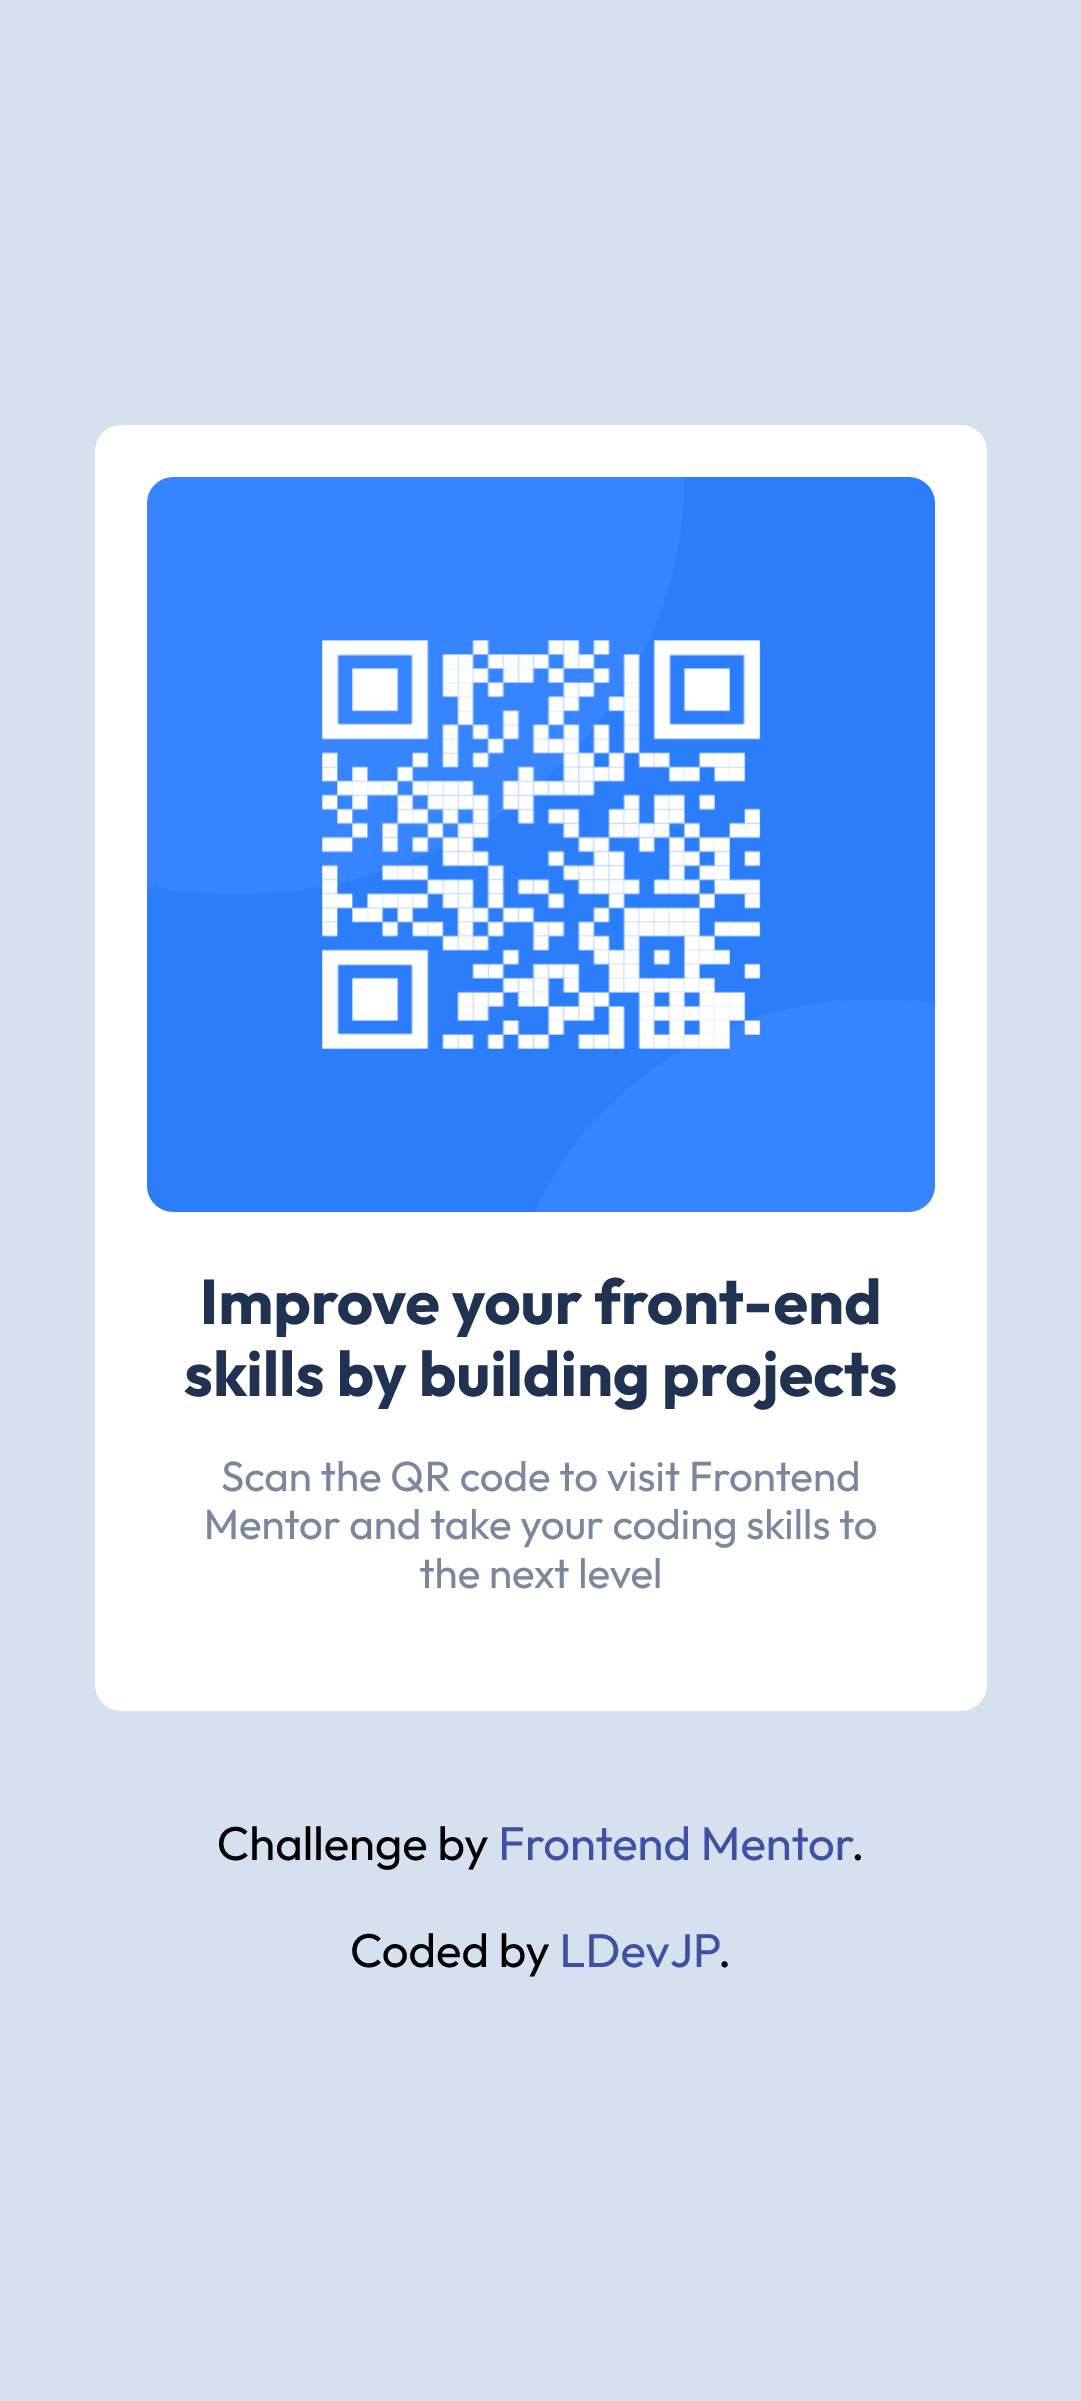 Improve your front-end
skills by building projects
Scan the QR code to visit Frontend
Mentor and take your coding skills to
the next level
Challenge by Frontend Mentor.
Coded by LDevJP.